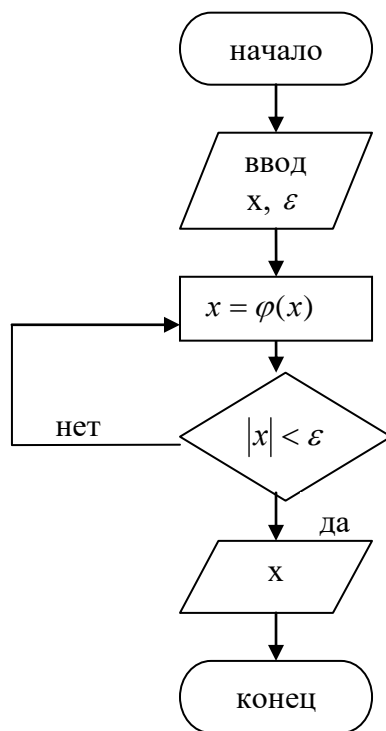 начало
ввод
x, ε
x = φ(x)
|x| < ε
нет
да
x
конец